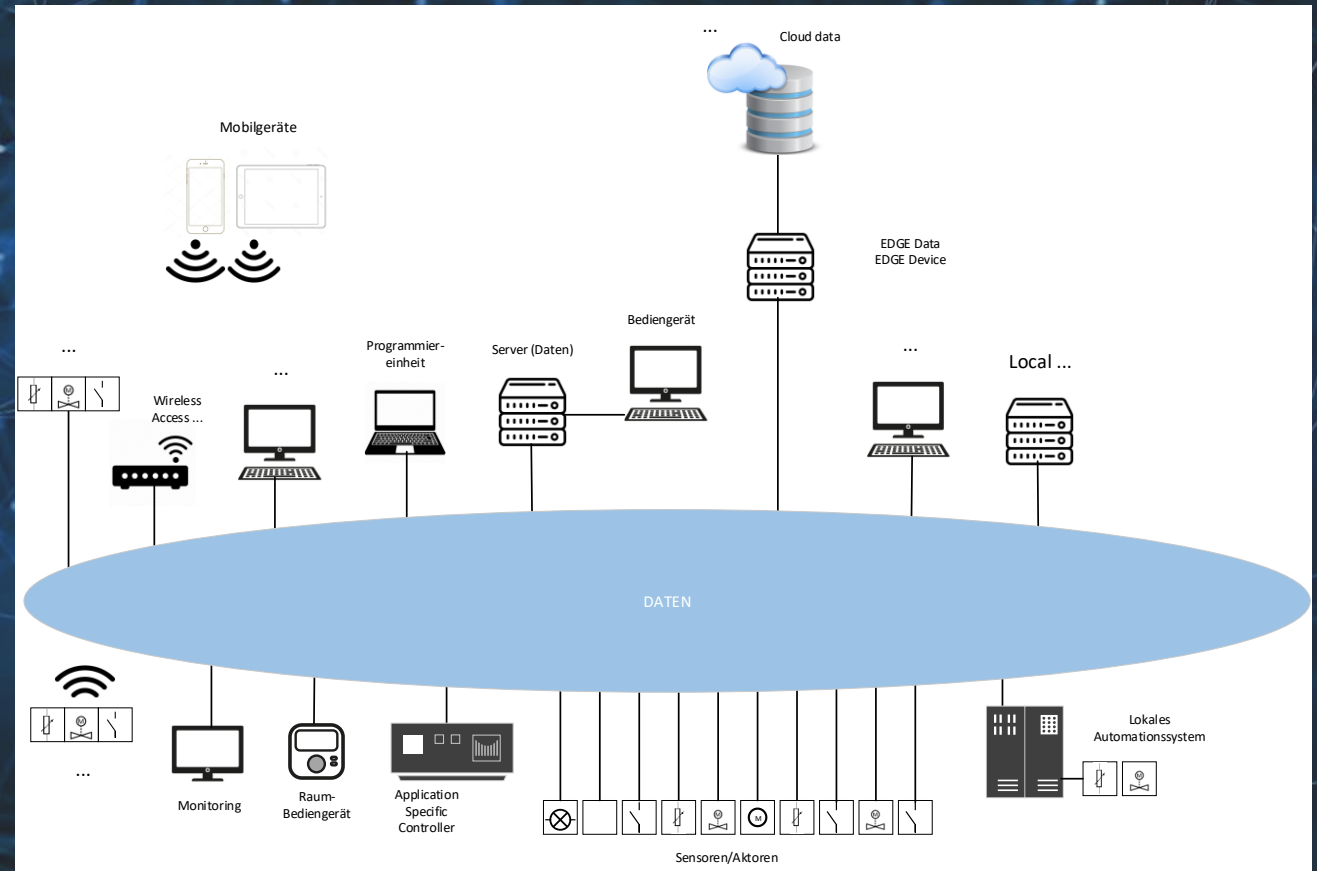 ...
Cloud data
Mobilgeräte
EDGE Data
EDGE Device
Bediengerät
Programmier-
einheit
Server (Daten)
...
...
...
Local ...
Wireless
Access ...
M
DATEN
M
...
Monitoring
Raum-
Bediengerät
Application
Specific
Controller
M
M
M
Sensoren/Aktoren
Lokales
Automationssystem
M